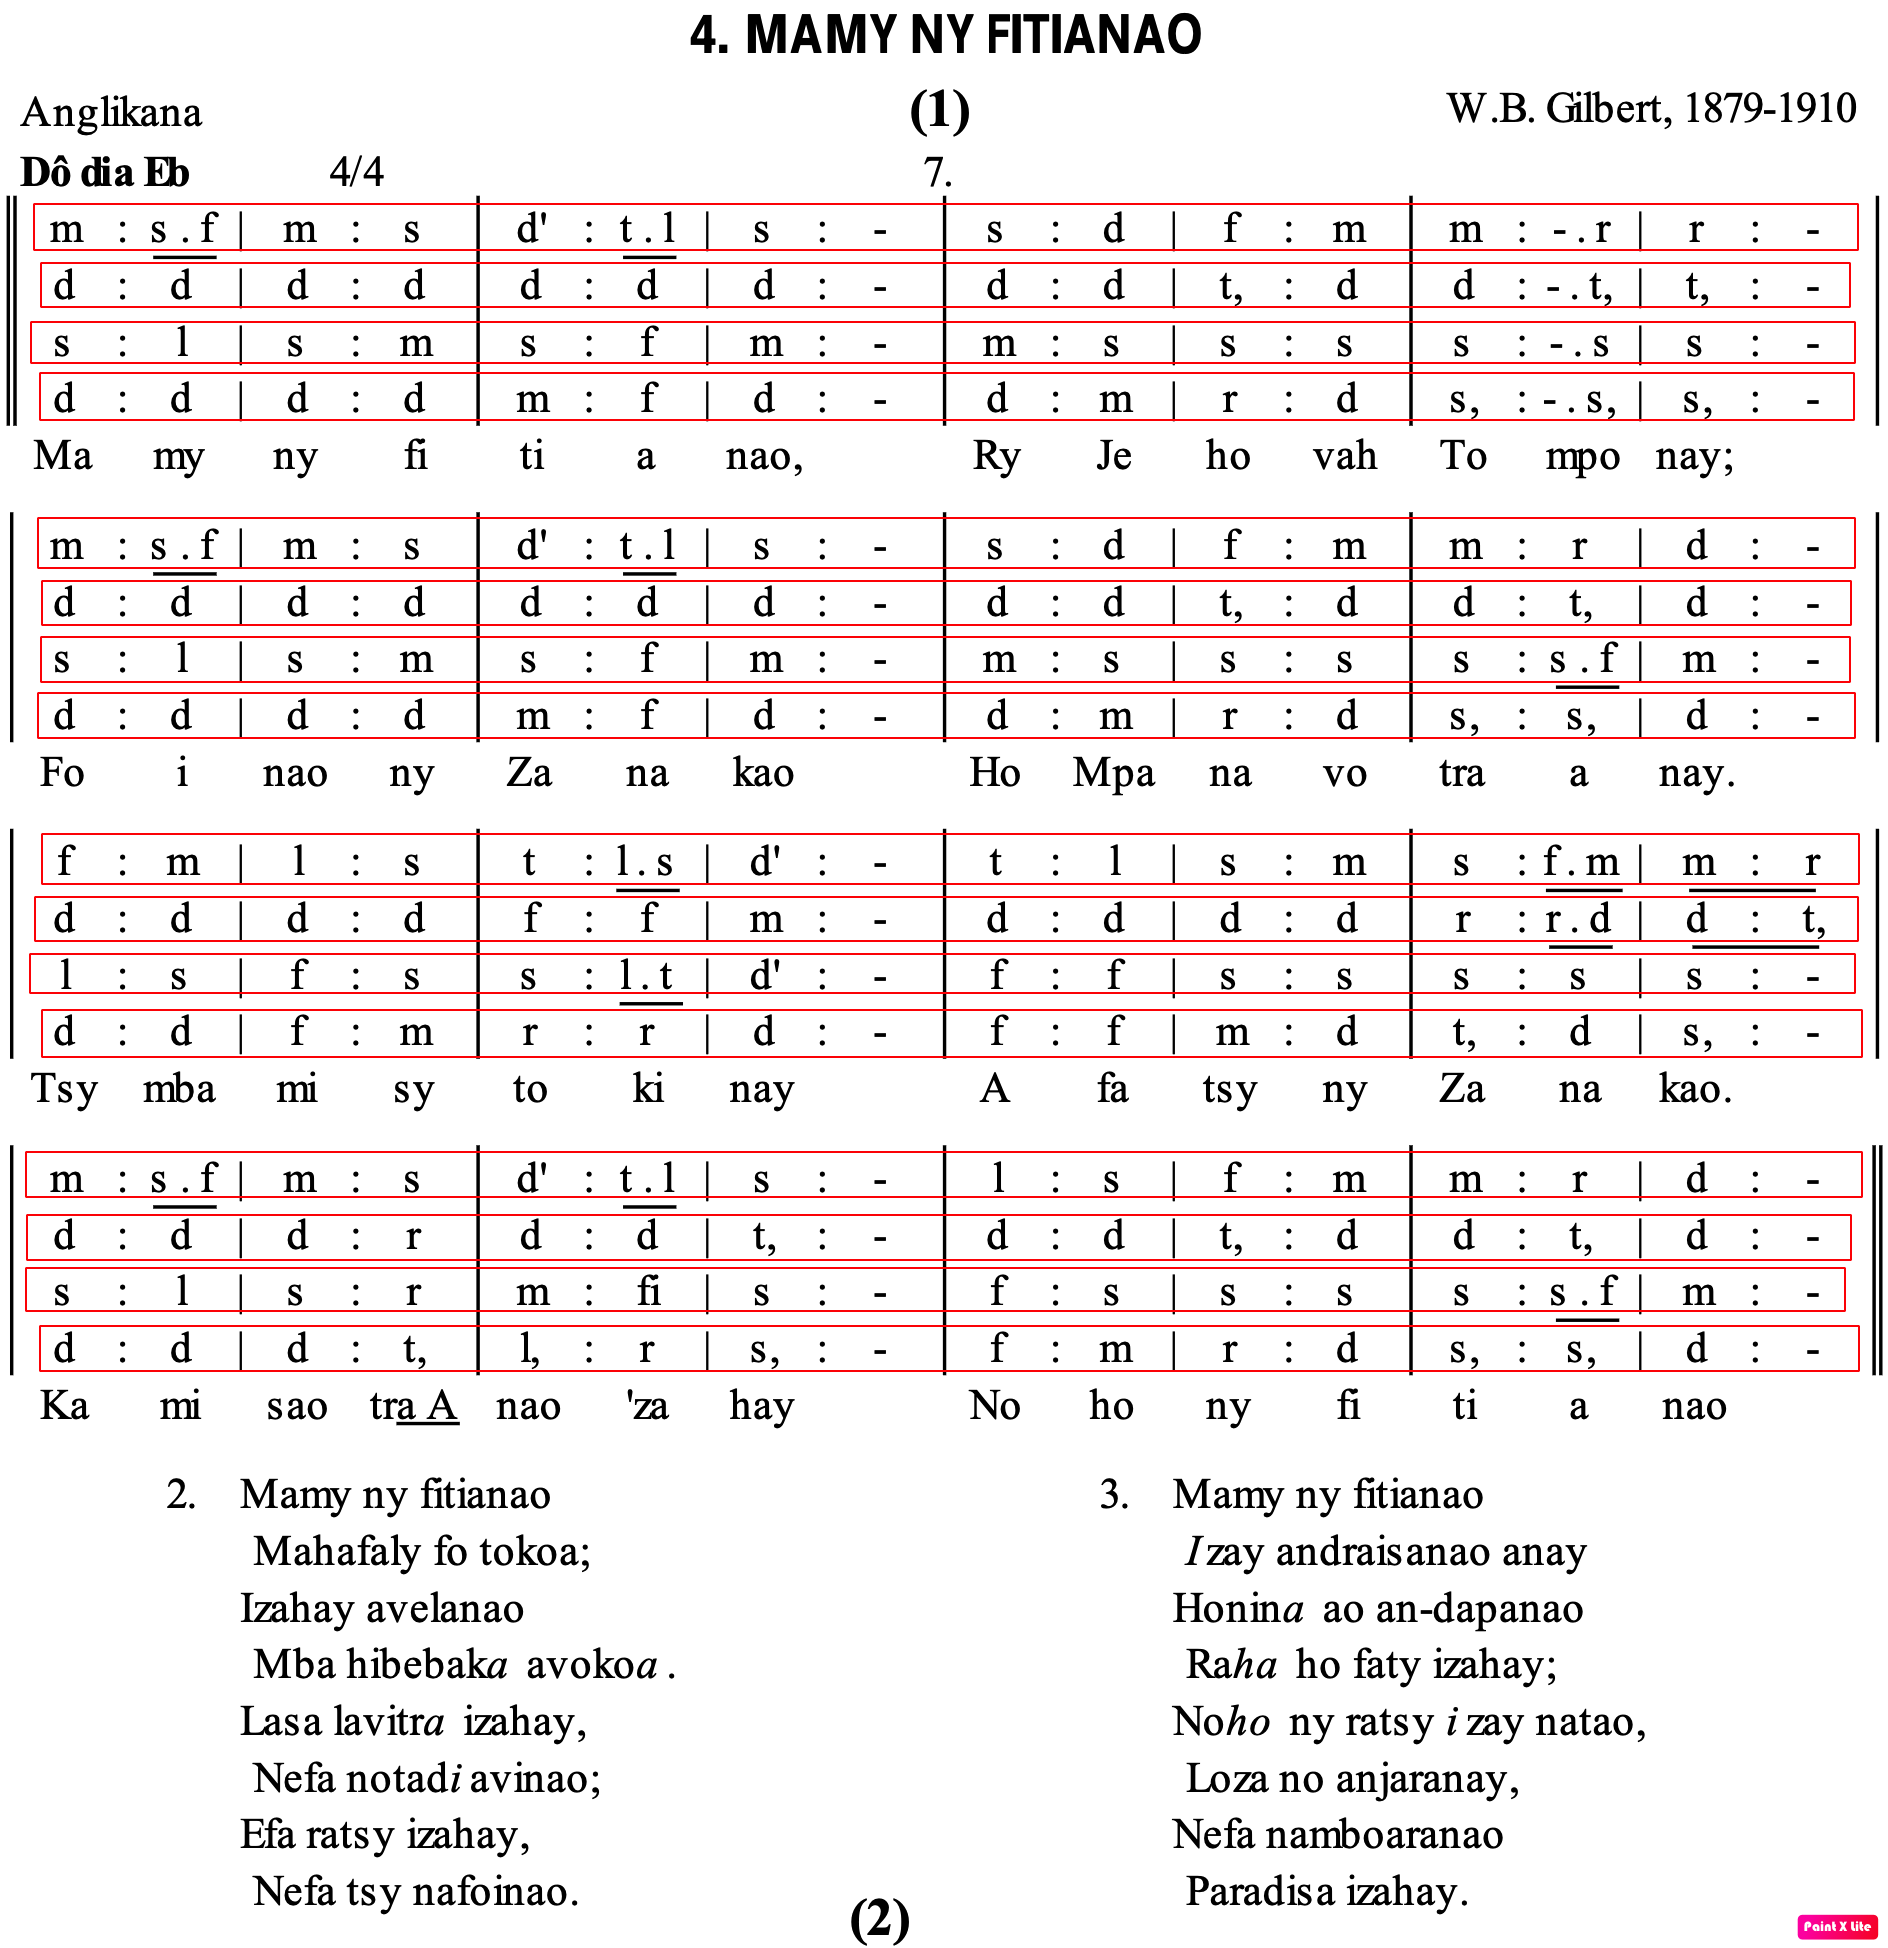 4. MAMY NY FITIANAO
Anglikana (1) W.B. Gilbert, 1879-1910
Dô dia Eb 4/4 7.
m : s . f | m : s | d' : t . l | s : - | s : d | f : m | m : - . r | r : -
d : d | d : d | d : d | d : - | d : d | t, : d | d : - . t, | t, : -
s : l | s : m | s : f | m : - | m : s | s : s | s : - . s | s : -
d : d | d : d | m : f | d : - | d : m | r : d | s, : - . s, | s, : -
Ma my ny fi ti a nao, Ry Je ho vah To mpo nay;
m : s . f | m : s | d' : t . l | s : - | s : d | f : m | m : r | d : -
d : d | d : d | d : d | d : - | d : d | t, : d | d : t, | d : -
s : l | s : m | s : f | m : - | m : s | s : s | s : s . f | m : -
d : d | d : d | m : f | d : - | d : m | r : d | s, : s, | d : -
Fo i nao ny Za na kao Ho Mpa na vo tra a nay.
f : m | l : s | t : l . s | d' : - | t : l | s : m | s : f . m | m : r
d : d | d : d | f : f | m : - | d : d | d : d | r : r . d | d : t,
l : s | f : s | s : l . t | d' : - | f : f | s : s | s : s | s : -
d : d | f : m | r : r | d : - | f : f | m : d | t, : d | s, : -
Tsy mba mi sy to ki nay A fa tsy ny Za na kao.
m : s . f | m : s | d' : t . l | s : - | l : s | f : m | m : r | d : -
d : d | d : r | d : d | t, : - | d : d | t, : d | d : t, | d : -
s : l | s : r | m : fi | s : - | f : s | s : s | s : s . f | m : -
d : d | d : t, | l, : r | s, : - | f : m | r : d | s, : s, | d : -
Ka mi sao tra A nao 'za hay No ho ny fi ti a nao
2. Mamy ny fitianao
Mahafaly fo tokoa;
Izahay avelanao
Mba hibebaka avokoa .
Lasa lavitra izahay,
Nefa notadi avinao;
Efa ratsy izahay,
Nefa tsy nafoinao.
3. Mamy ny fitianao
Izay andraisanao anay
Honina ao an-dapanao
Raha ho faty izahay;
Noho ny ratsy i zay natao,
Loza no anjaranay,
Nefa namboaranao
Paradisa izahay.
(2)
Paint X Lite